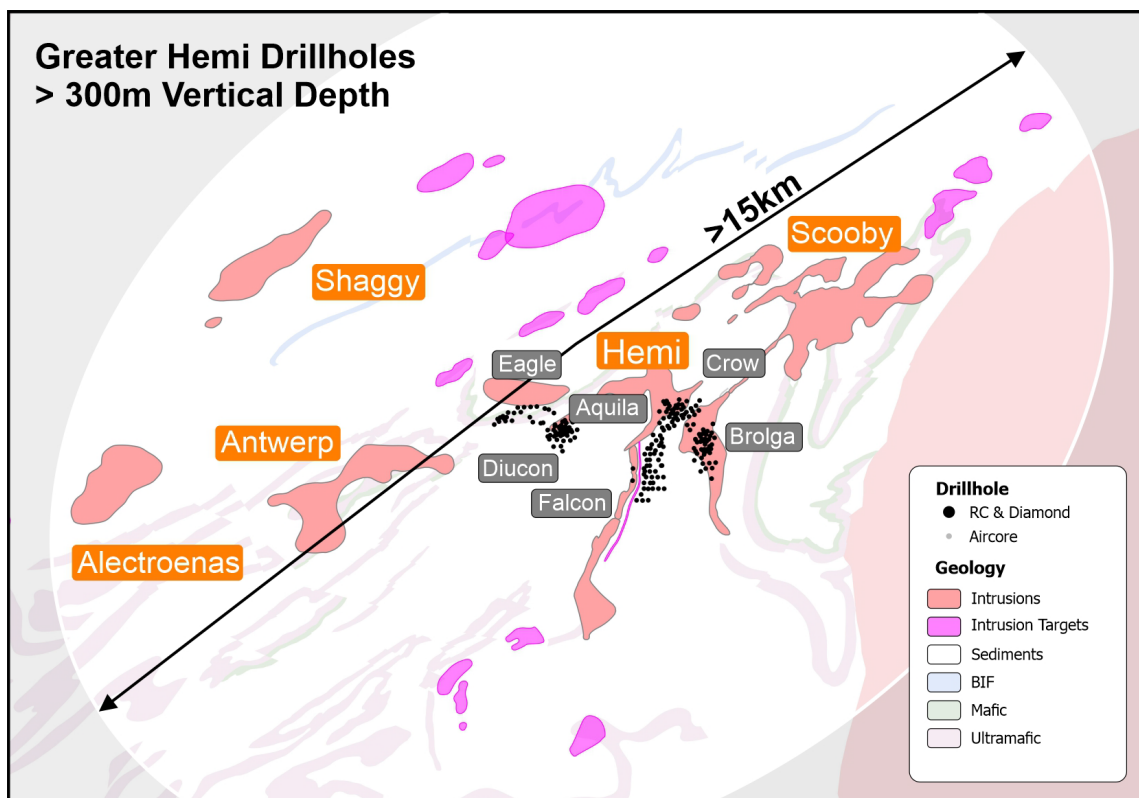 Greater Hemi Drillholes
> 300m Vertical Depth
>15km
Scooby
Shaggy
Hemi
Eagle
Crow
Aquila
Antwerp
Brolga
Diucon
Falcon
Alectroenas
Drillhole
RC & Diamond
Aircore
Geology
Intrusions
Intrusion Targets
Sediments
BIF
Mafic
Ultramafic